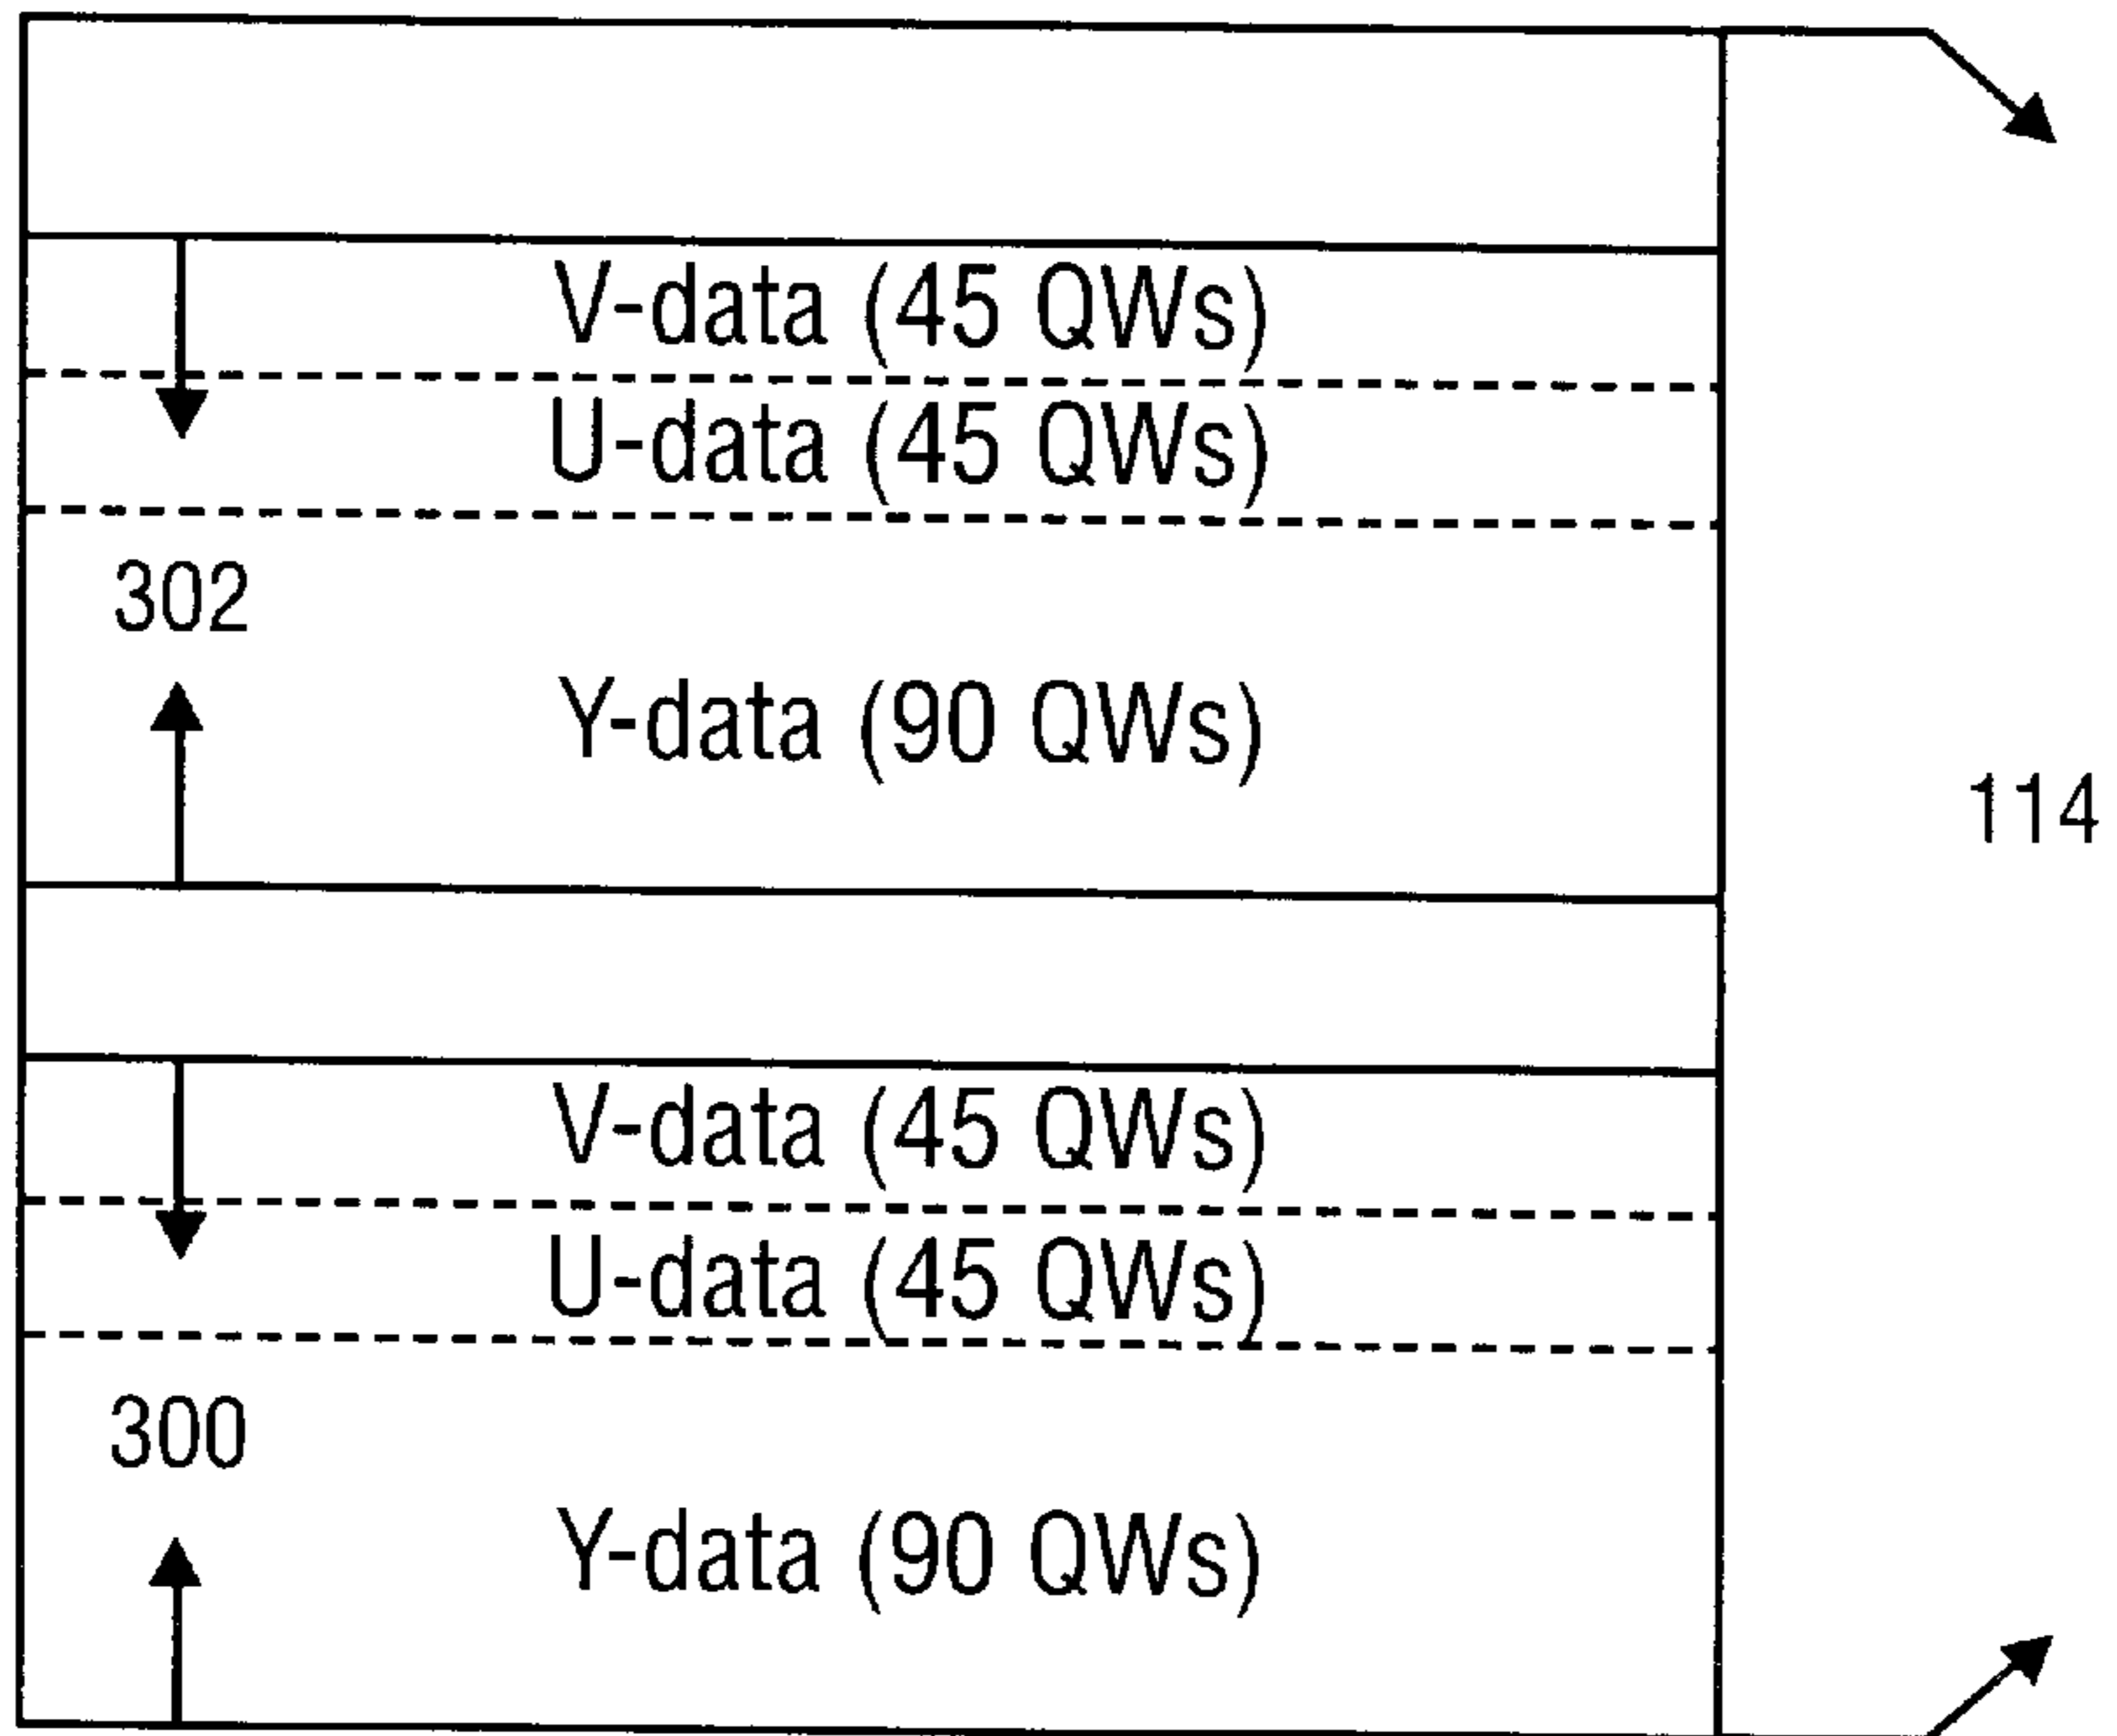 V-data (45 QWs)
U-data (45 QWs)
302
Y-data (90 QWs)
114
V-data (45 QWs)
U-data (45 QWs)
300
Y-data (90 QWs)